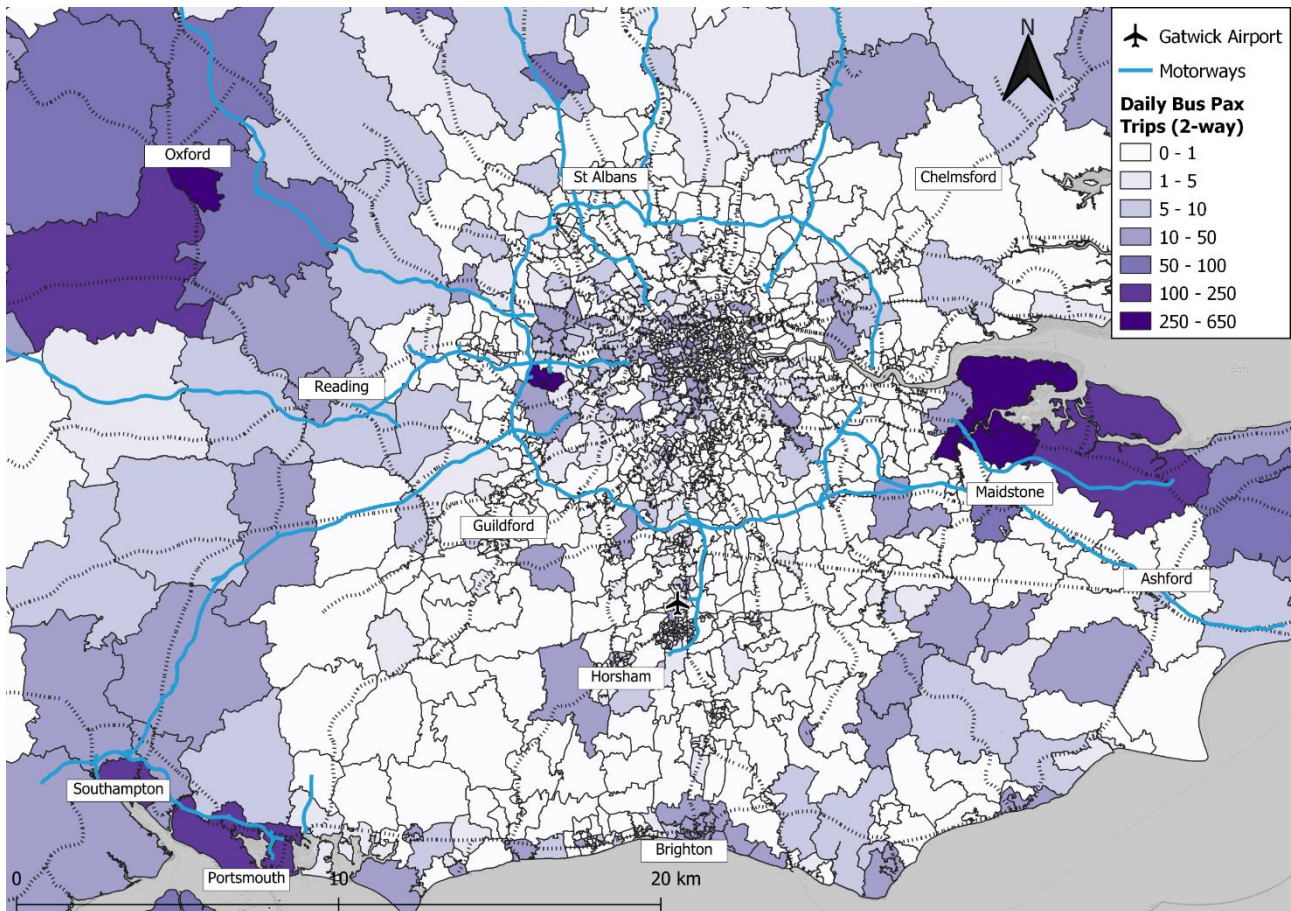 N
Gatwick Airport
Motorways
Daily Bus Pax
Trips (2-way)
0 - 1
1 - 5
5 - 10
10 - 50
50 - 100
100 - 250
250 - 650
Oxford
St Albans
Chelmsford
Reading
Maidstone
Guildford
Ashford
Horsham
Southampton
Brighton
Portsmouth
0
10
20 km